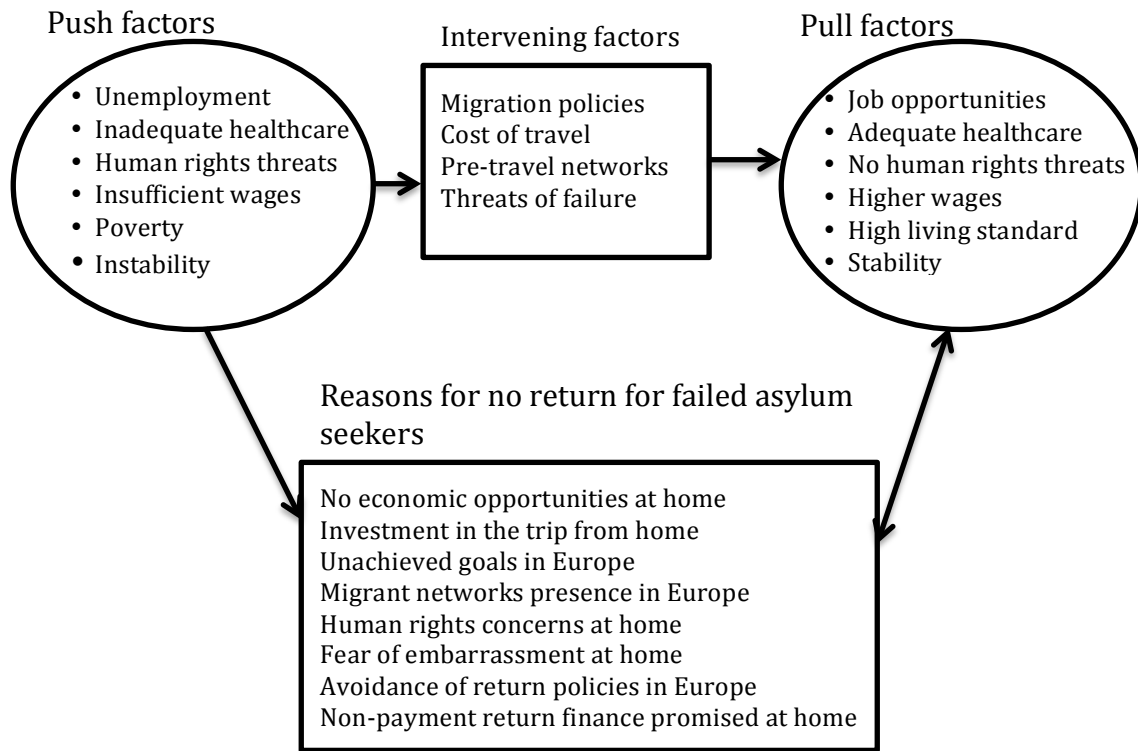 Push factors
• Unemployment
• Inadequate healthcare
• Human rights threats
• Insufficient wages
• Poverty
• Instability
Intervening factors
Migration policies
Cost of travel
Pre-travel networks
Threats of failure
Pull factors
• Job opportunities
• Adequate healthcare
• No human rights threats
• Higher wages
• High living standard
• Stability
Reasons for no return for failed asylum
seekers
No economic opportunities at home
Investment in the trip from home
Unachieved goals in Europe
Migrant networks presence in Europe
Human rights concerns at home
Fear of embarrassment at home
Avoidance of return policies in Europe
Non-payment return finance promised at home